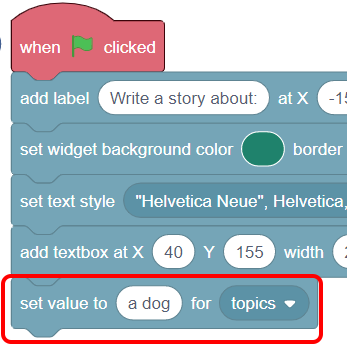 when clicked
add label Write a story about: at X -15
set widget background color border
set text style "Helvetica Neue", Helvetica,
add textbox at X 40 Y 155 width
set value to a dog for topics